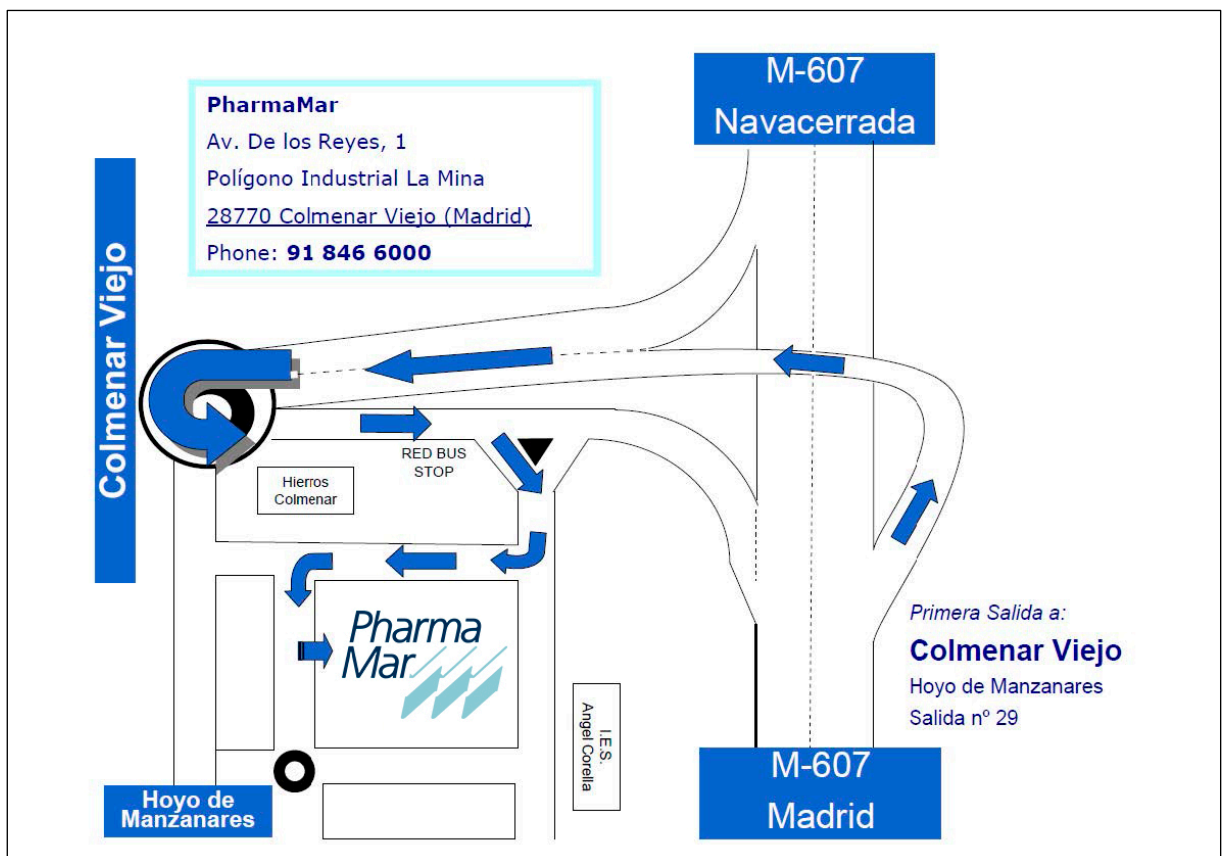 M-607
Navacerrada
PharmaMar
Av. De los Reyes, 1
Polígono Industrial La Mina
28770 Colmenar Viejo (Madrid)
Phone: 91 846 6000
Colmenar Viejo
RED BUS
STOP
Hierros
Colmenar
Pharma
Mar
Primera Salida a:
Colmenar Viejo
Hoyo de Manzanares
Salida nº 29
I.E.S.
Angel Corella
M-607
Madrid
Hoyo de
Manzanares